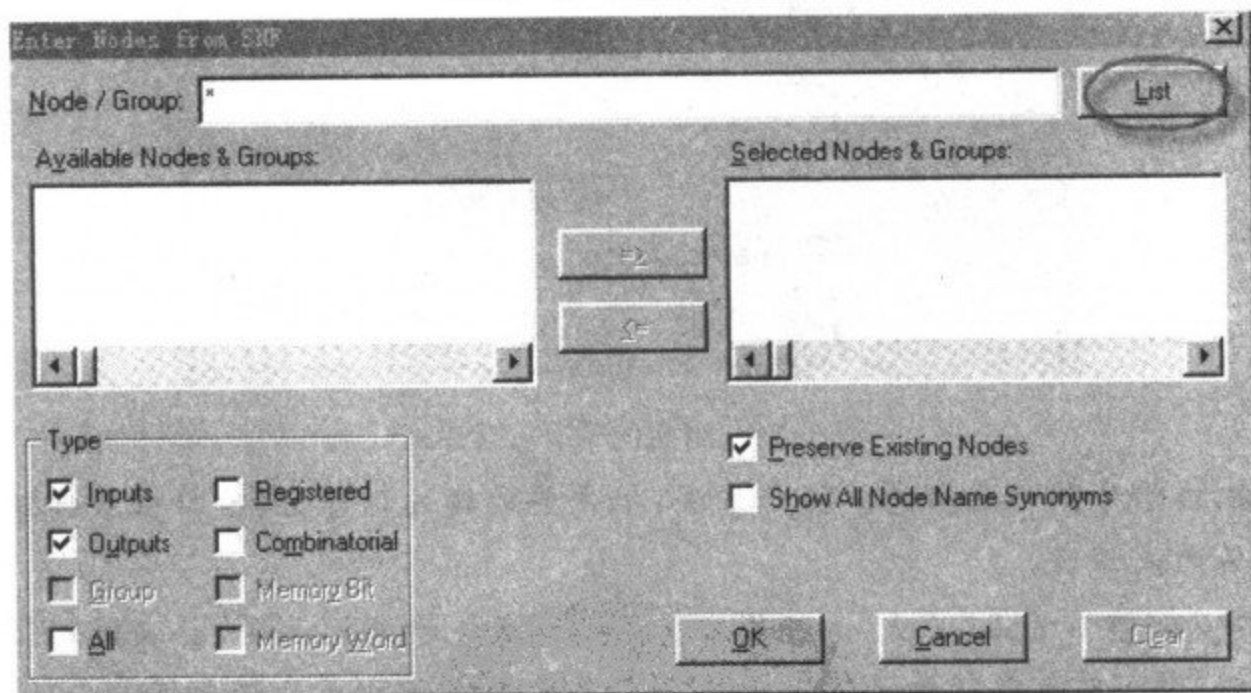 Enter Nodes from SNF
Node / Group: *
List
Available Nodes & Groups:
Selected Nodes & Groups:
=>
<=
Type
Inputs
Registered
Outputs
Combinatorial
Group
Memory Bit
All
Memory Word
Preserve Existing Nodes
Show All Node Name Synonyms
OK
Cancel
Clear